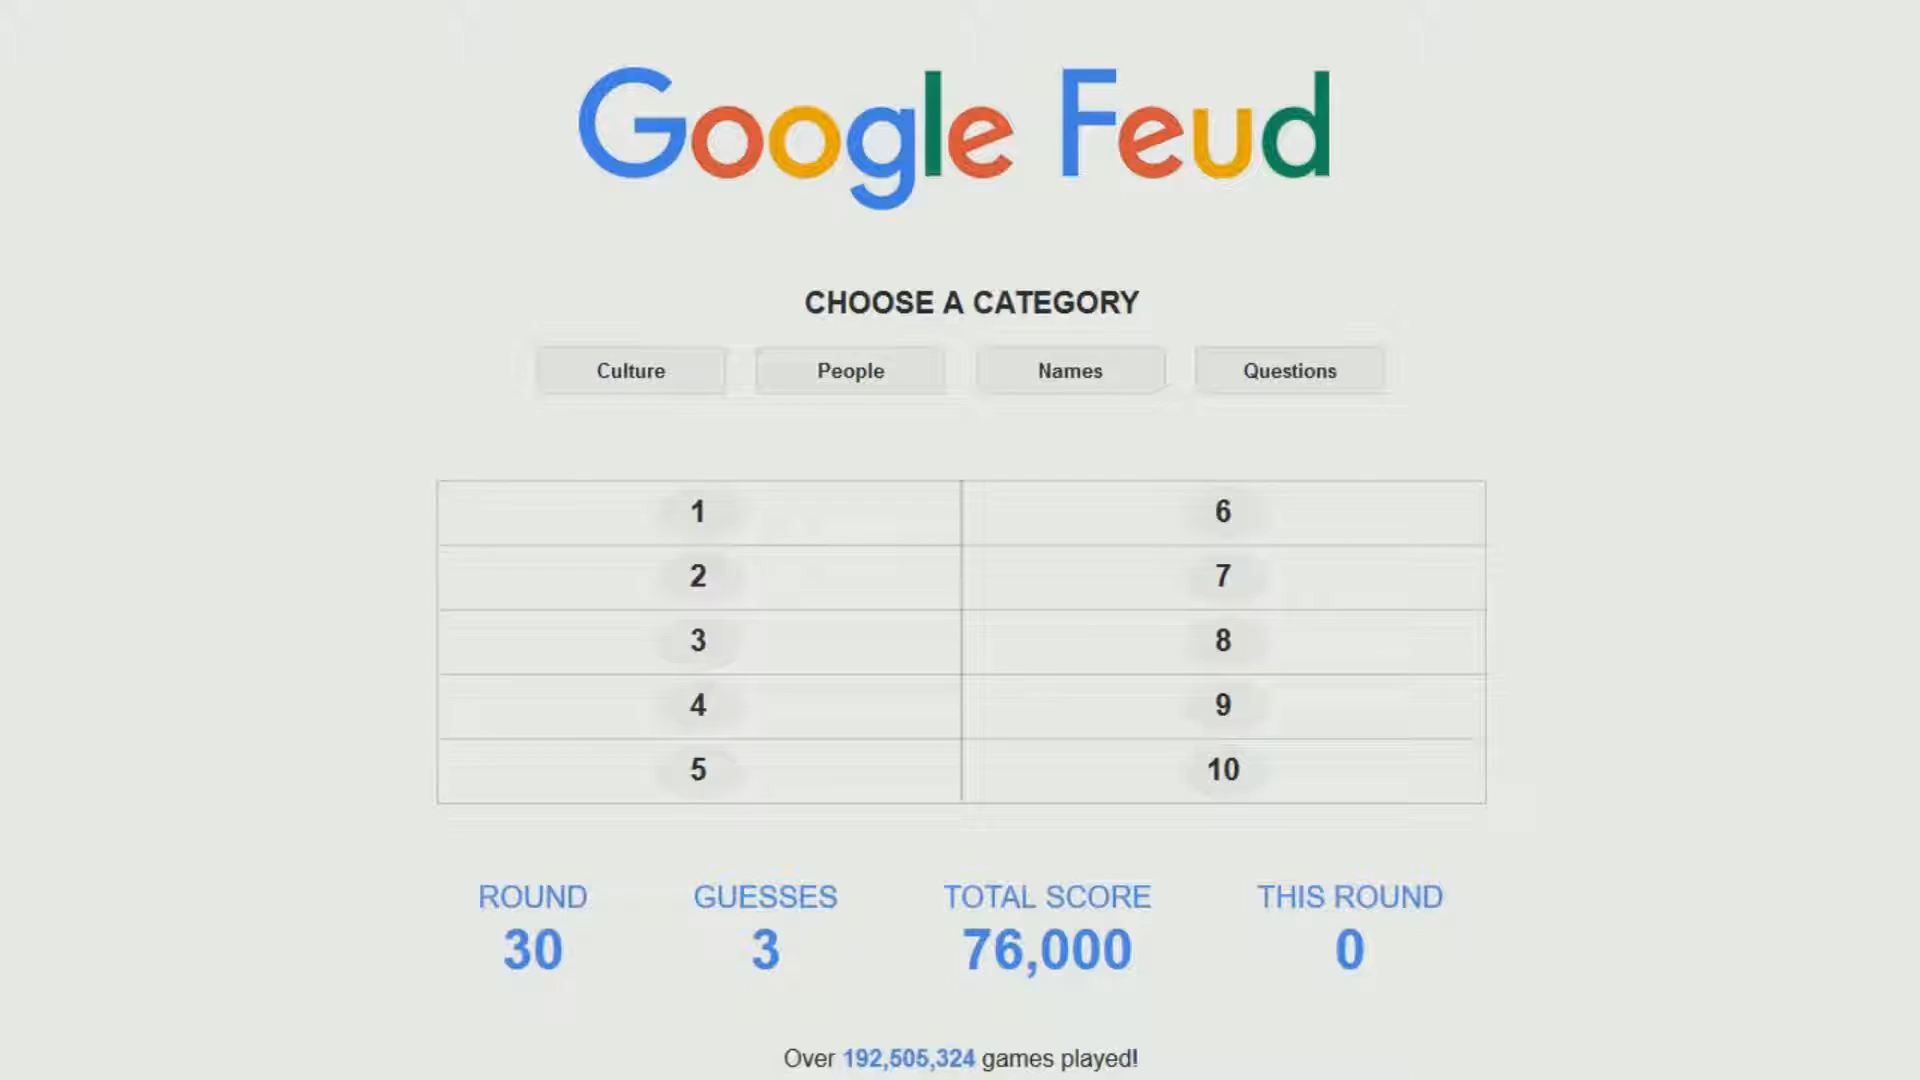 Google Feud
CHOOSE A CATEGORY
Culture People Names Questions
1 6
2 7
3 8
4 9
5 10
ROUND GUESSES TOTAL SCORE THIS ROUND
30 3 76,000 0
Over 192,505,324 games played!